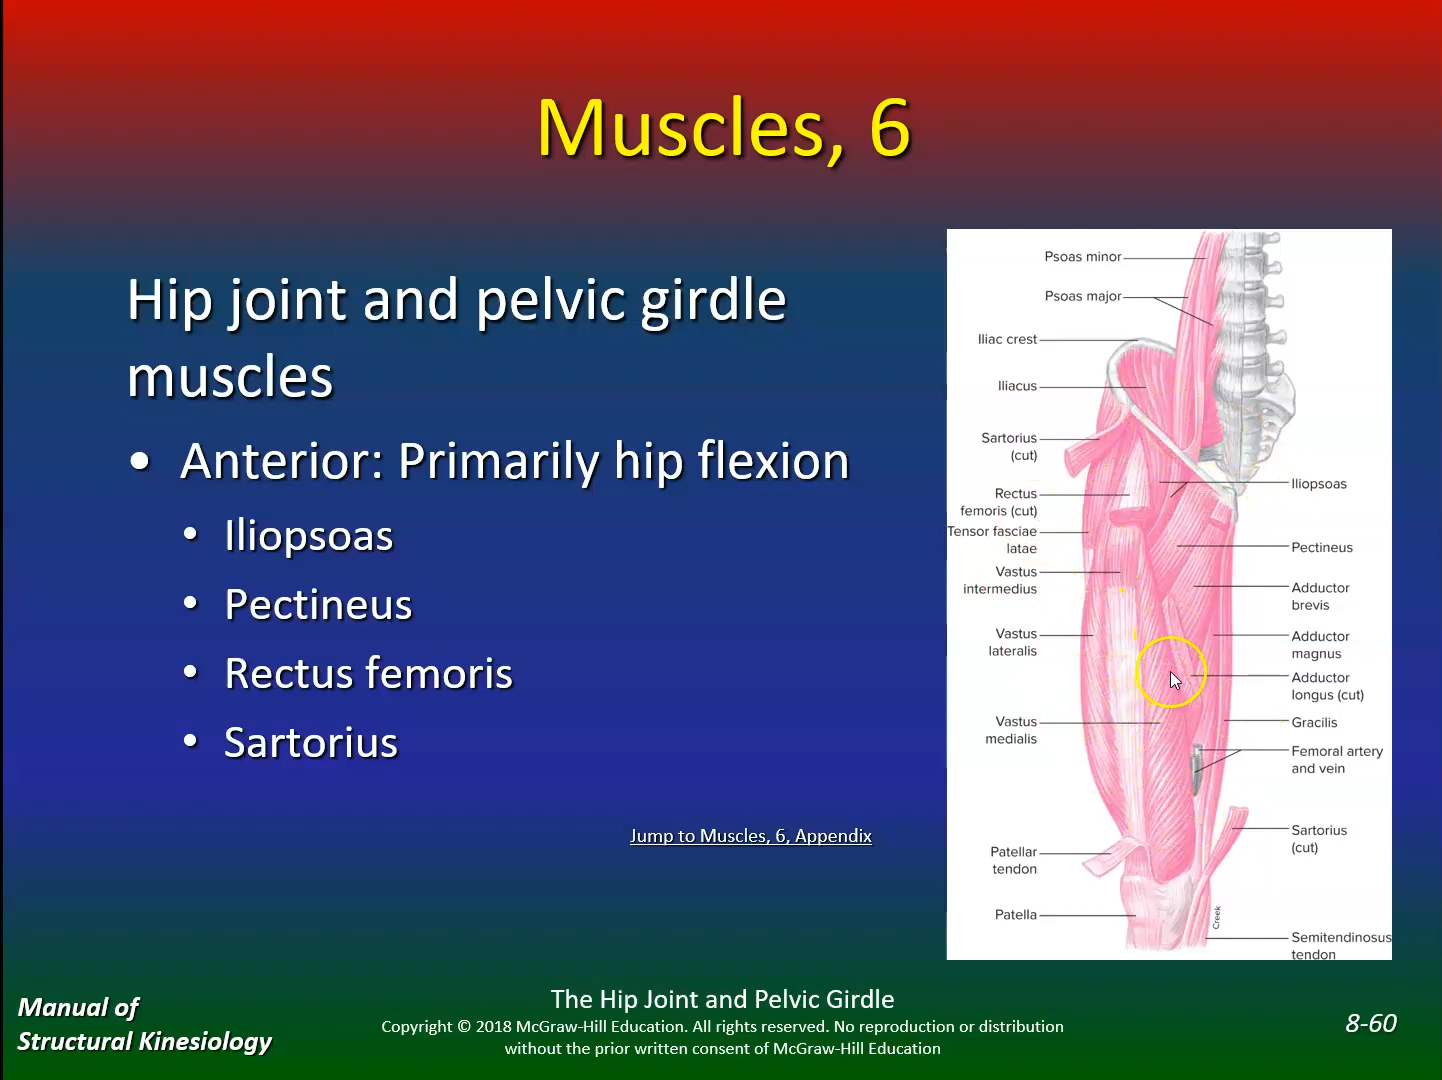 Muscles, 6
Hip joint and pelvic girdle
muscles
• Anterior: Primarily hip flexion
• Iliopsoas
• Pectineus
• Rectus femoris
• Sartorius
Jump to Muscles, 6, Appendix
Psoas minor
Psoas major
Iliac crest
Iliacus
Sartorius
(cut)
Rectus
femoris (cut)
Tensor fasciae
latae
Vastus
intermedius
Vastus
lateralis
Vastus
medialis
Patellar
tendon
Patella
Iliopsoas
Pectineus
Adductor
brevis
Adductor
magnus
Adductor
longus (cut)
Gracilis
Femoral artery
and vein
Sartorius
(cut)
Creek
Semitendinosus
tendon
Manual of
Structural Kinesiology
The Hip Joint and Pelvic Girdle
Copyright © 2018 McGraw-Hill Education. All rights reserved. No reproduction or distribution
without the prior written consent of McGraw-Hill Education
8-60